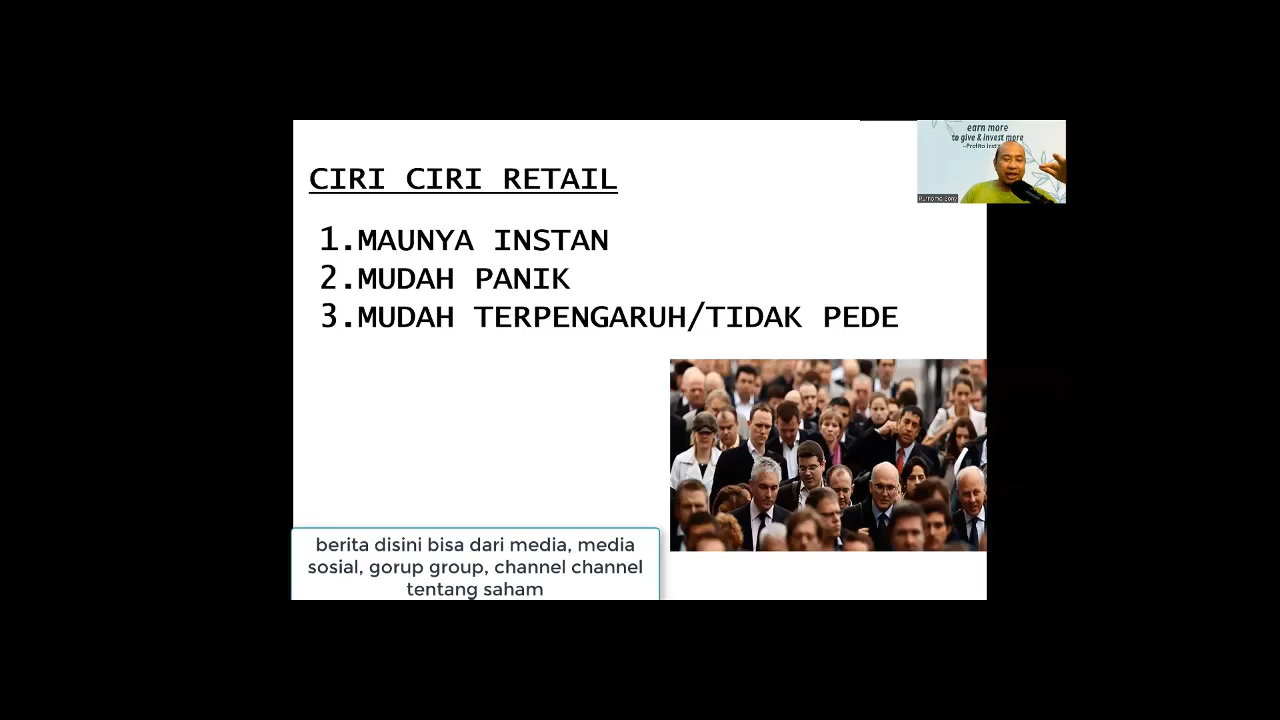 earn more
to give & invest more
CIRI CIRI RETAIL
1.MAUNYA INSTAN
2.MUDAH PANIK
3.MUDAH TERPENGARUH/TIDAK PEDE
berita disini bisa dari media, media
sosial, gorup group, channel channel
tentang saham